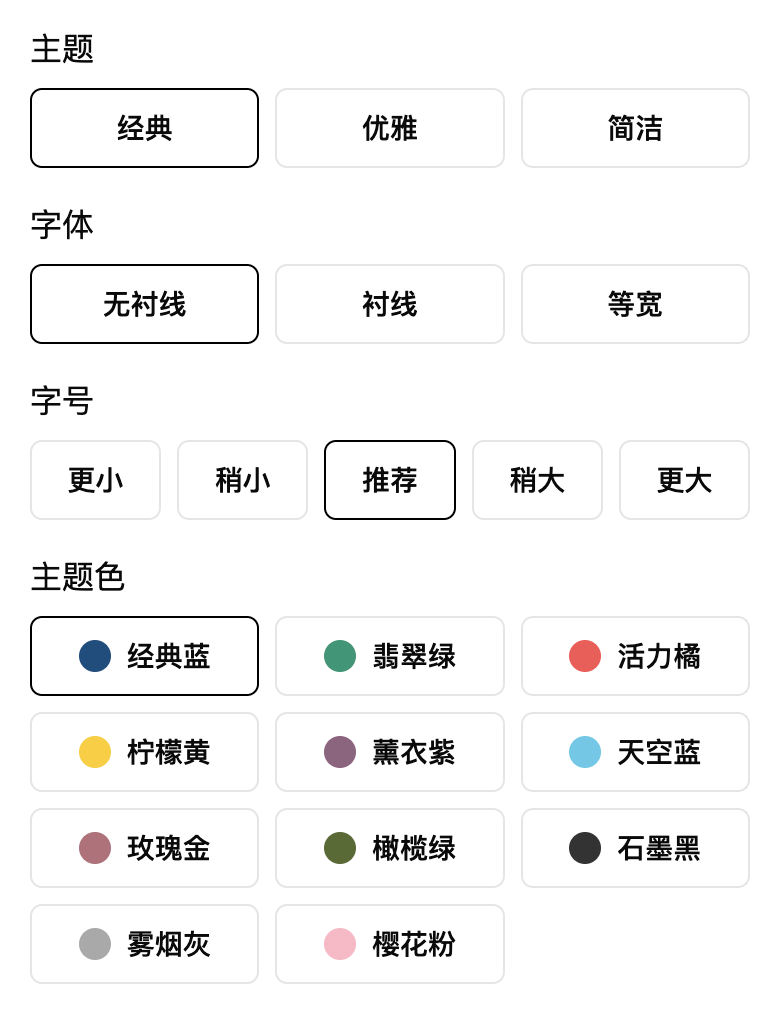 主题
经典 优雅 简洁
字体
无衬线 衬线 等宽
字号
更小 稍小 推荐 稍大 更大
主题色
经典蓝 翡翠绿 活力橘
柠檬黄 薰衣紫 天空蓝
玫瑰金 橄榄绿 石墨黑
雾烟灰 樱花粉